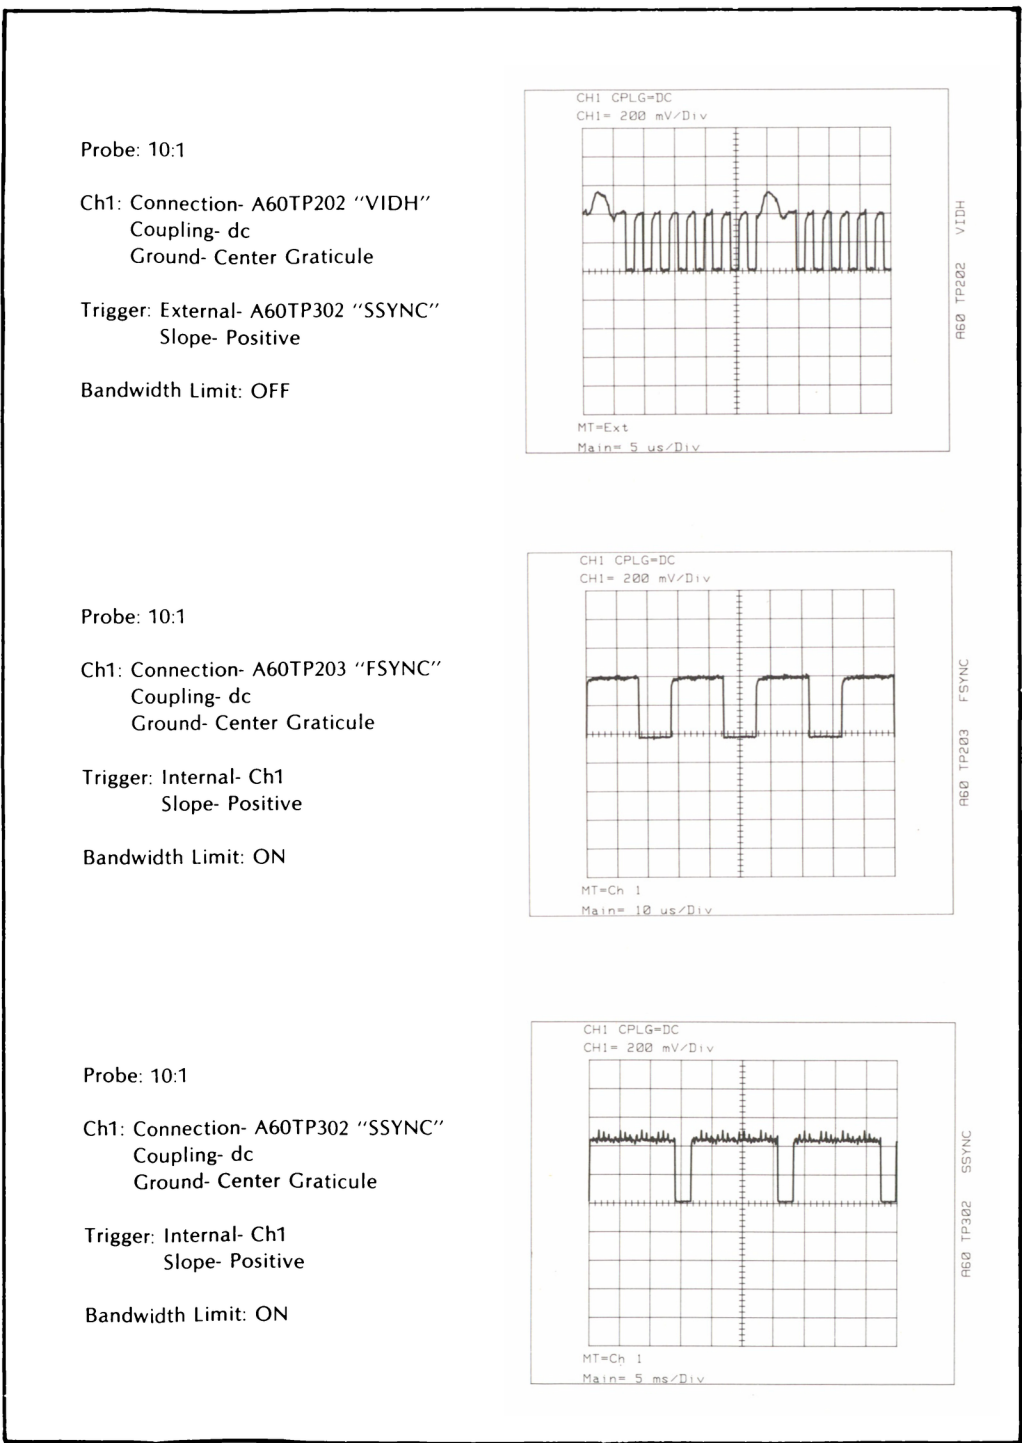 Probe: 10:1
Ch1: Connection- A60TP202 "VIDH"
Coupling- dc
Ground- Center Graticule
Trigger: External- A60TP302 "SSYNC"
Slope- Positive
Bandwidth Limit: OFF
CH1 CPLG=DC
CH1= 200 mV/Div
MT=Ext
Main= 5 us/Div
A60 TP202 VIDH
Probe: 10:1
Ch1: Connection- A60TP203 "FSYNC"
Coupling- dc
Ground- Center Graticule
Trigger: Internal- Ch1
Slope- Positive
Bandwidth Limit: ON
CH1 CPLG=DC
CH1= 200 mV/Div
MT=Ch 1
Main= 10 us/Div
A60 TP203 FSYNC
Probe: 10:1
Ch1: Connection- A60TP302 "SSYNC"
Coupling- dc
Ground- Center Graticule
Trigger: Internal- Ch1
Slope- Positive
Bandwidth Limit: ON
CH1 CPLG=DC
CH1= 200 mV/Div
MT=Ch 1
Main= 5 ms/Div
A60 TP302 SSYNC